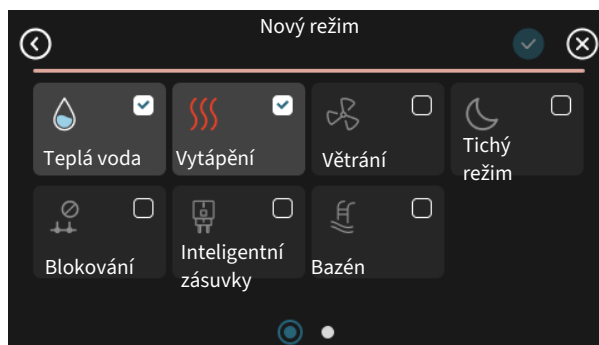 Nový režim
Teplá voda
Vytápění
Větrání
Tichý
režim
Blokování
Inteligentní
zásuvky
Bazén